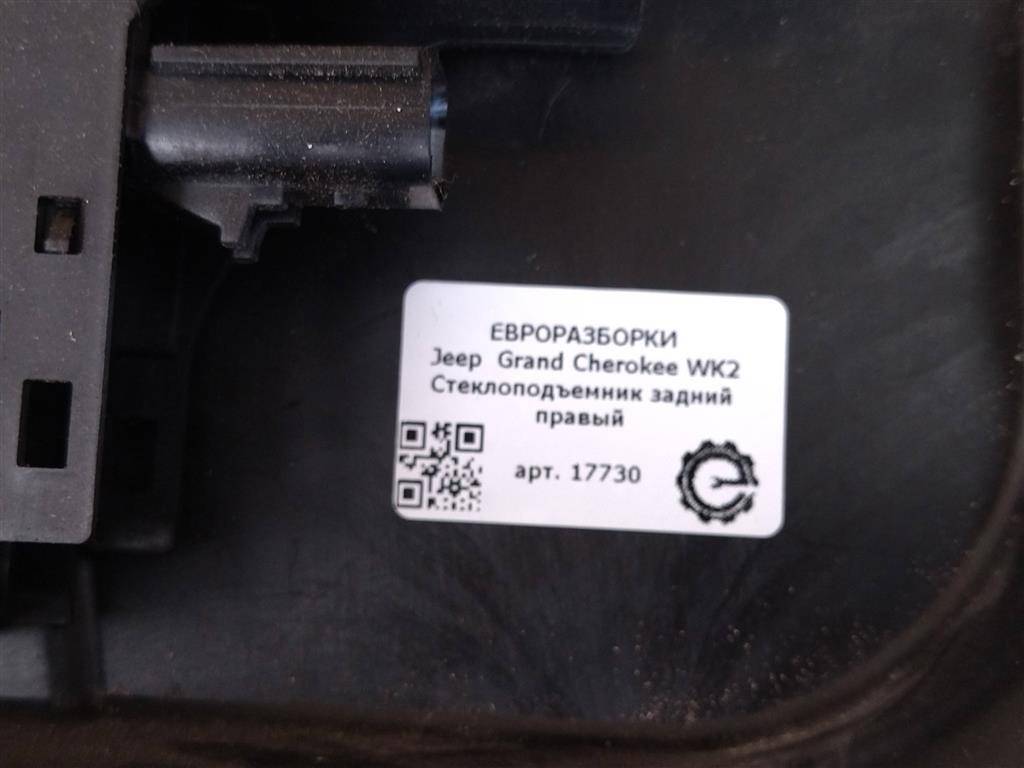 ЕВРОРАЗБОРКИ
Jeep Grand Cherokee WK2
Стеклоподъемник задний
правый
арт. 17730